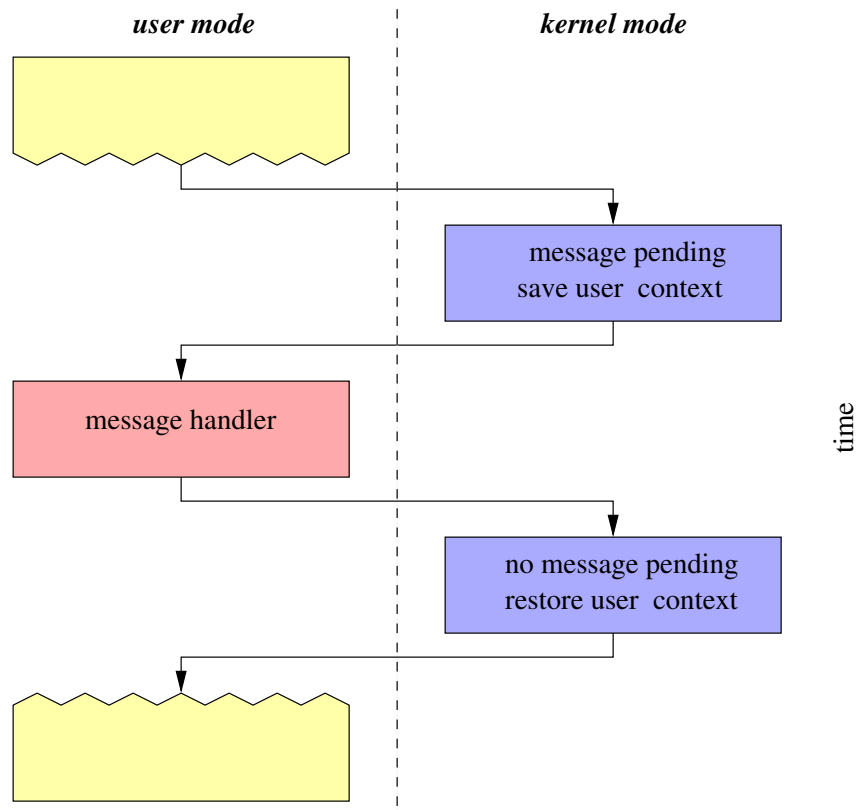 user mode
kernel mode
message pending
save user context
message handler
time
no message pending
restore user context